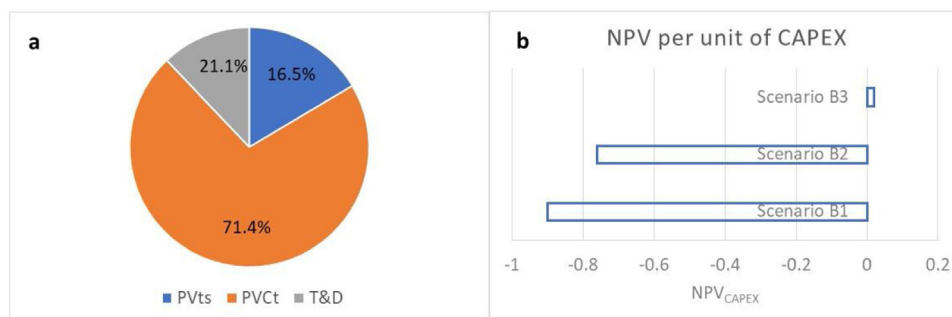 a
21.1%
16.5%
71.4%
PVts PVCt T&D
b
NPV per unit of CAPEX
Scenario B3
Scenario B2
Scenario B1
-1 -0.8 -0.6 -0.4 -0.2 0 0.2
NPVCAPEX